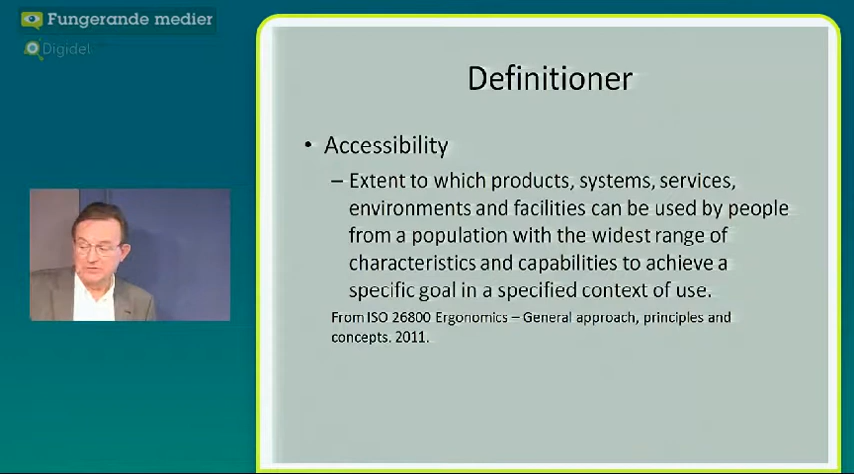 Fungerande medier
Digidel
Definitioner
• Accessibility
– Extent to which products, systems, services,
environments and facilities can be used by people
from a population with the widest range of
characteristics and capabilities to achieve a
specific goal in a specified context of use.
From ISO 26800 Ergonomics – General approach, principles and
concepts. 2011.